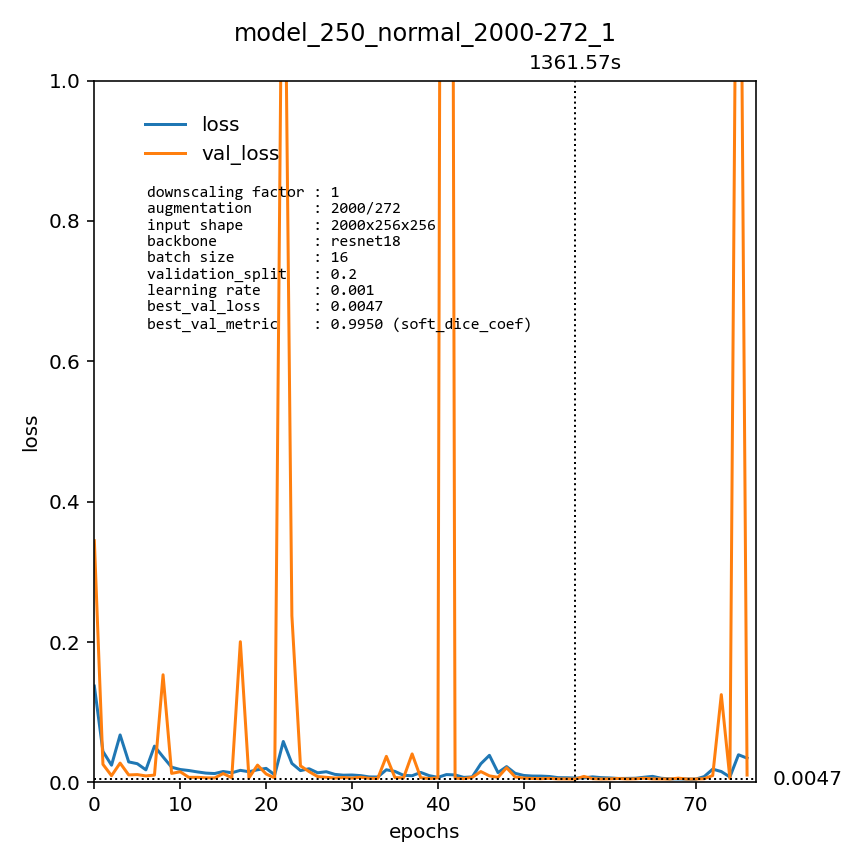 model_250_normal_2000-272_1
1361.57s
loss
val_loss
downscaling factor : 1
augmentation : 2000/272
input shape : 2000x256x256
backbone : resnet18
batch size : 16
validation_split : 0.2
learning rate : 0.001
best_val_loss : 0.0047
best_val_metric : 0.9950 (soft_dice_coef)
1.0
0.8
0.6
0.4
0.2
0.0
loss
0.0047
0 10 20 30 40 50 60 70
epochs